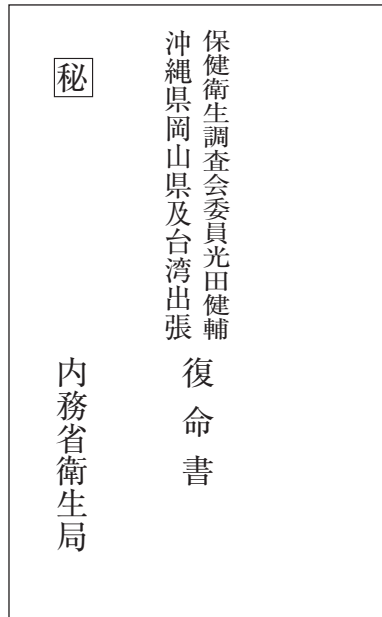 保健衛生調査会委員光田健輔
沖縄県岡山県及台湾出張
復命書
秘
内務省衛生局